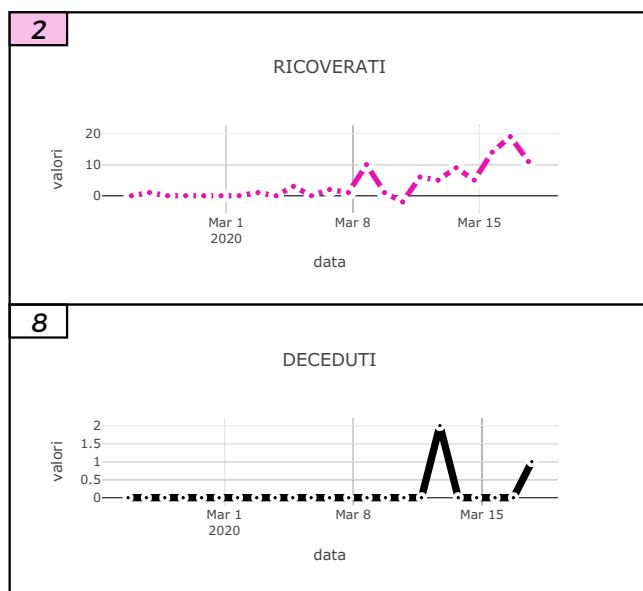 2
RICOVERATI
valori
20
10
0
Mar 1
2020
Mar 8
Mar 15
data
8
DECEDUTI
valori
2
1.5
1
0.5
0
Mar 1
2020
Mar 8
Mar 15
data